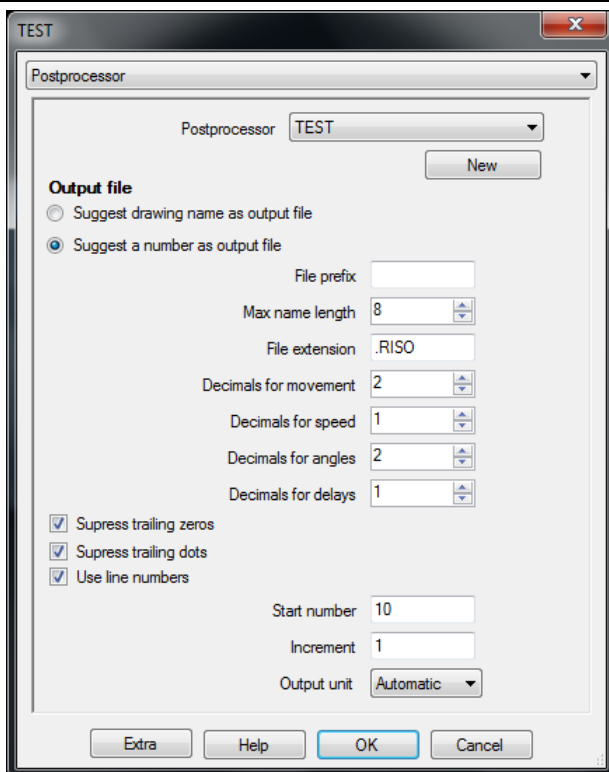 TEST
Postprocessor
Postprocessor TEST
New
Output file
Suggest drawing name as output file
Suggest a number as output file
File prefix
Max name length 8
File extension .RISO
Decimals for movement 2
Decimals for speed 1
Decimals for angles 2
Decimals for delays 1
Supress trailing zeros
Supress trailing dots
Use line numbers
Start number 10
Increment 1
Output unit Automatic
Extra Help OK Cancel